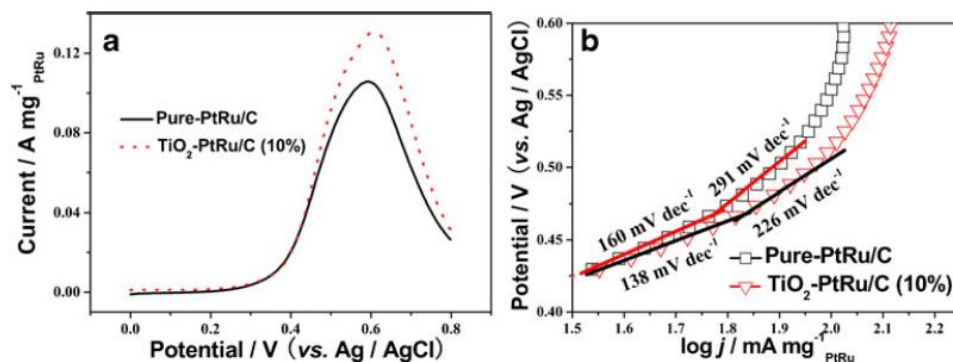 a
Current / A mg⁻¹ PtRu
0.12
0.08
0.04
0.00
Pure-PtRu/C
TiO₂-PtRu/C (10%)
0.0 0.2 0.4 0.6 0.8
Potential / V (vs. Ag / AgCl)
b
Potential / V (vs. Ag / AgCl)
0.60
0.55
0.50
0.45
0.40
160 mV dec⁻¹
291 mV dec⁻¹
138 mV dec⁻¹
226 mV dec⁻¹
Pure-PtRu/C
TiO₂-PtRu/C (10%)
1.5 1.6 1.7 1.8 1.9 2.0 2.1 2.2
log j / mA mg⁻¹ PtRu